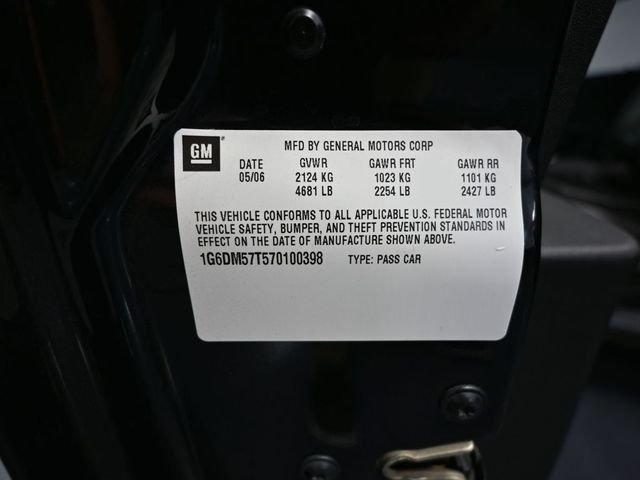 GM
MFD BY GENERAL MOTORS CORP
DATE GVWR GAWR FRT GAWR RR
05/06 2124 KG 1023 KG 1101 KG
4681 LB 2254 LB 2427 LB
THIS VEHICLE CONFORMS TO ALL APPLICABLE U.S. FEDERAL MOTOR
VEHICLE SAFETY, BUMPER, AND THEFT PREVENTION STANDARDS IN
EFFECT ON THE DATE OF MANUFACTURE SHOWN ABOVE.
1G6DM57T570100398 TYPE: PASS CAR